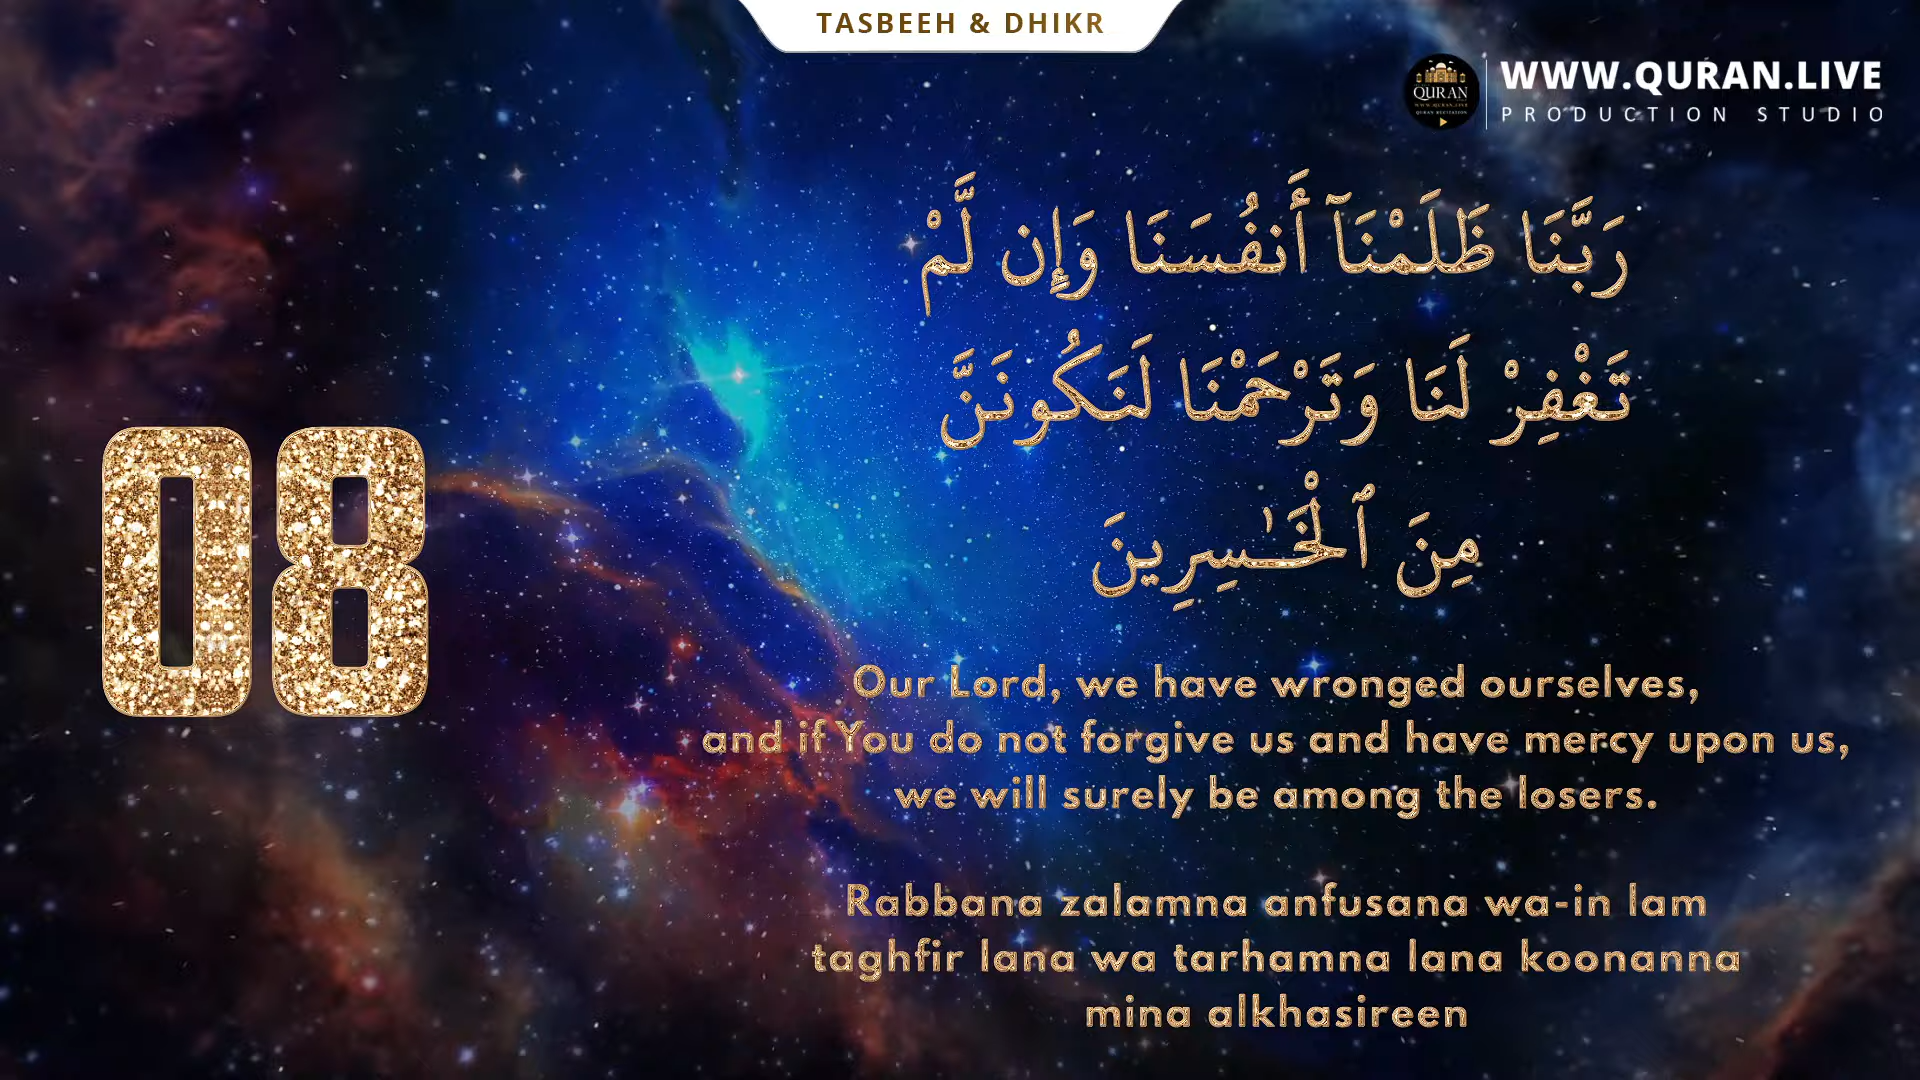 TASBEEH & DHIKR
QURAN
WWW.QURAN.LIVE
PRODUCTION STUDIO
رَبَّنَا ظَلَمْنَآ أَنفُسَنَا وَإِن لَّمْ
تَغْفِرْ لَنَا وَتَرْحَمْنَا لَنَكُونَنَّ
مِنَ ٱلْخَـٰسِرِينَ
08
Our Lord, we have wronged ourselves,
and if You do not forgive us and have mercy upon us,
we will surely be among the losers.
Rabbana zalamna anfusana wa-in lam
taghfir lana wa tarhamna lana koonanna
mina alkhasireen